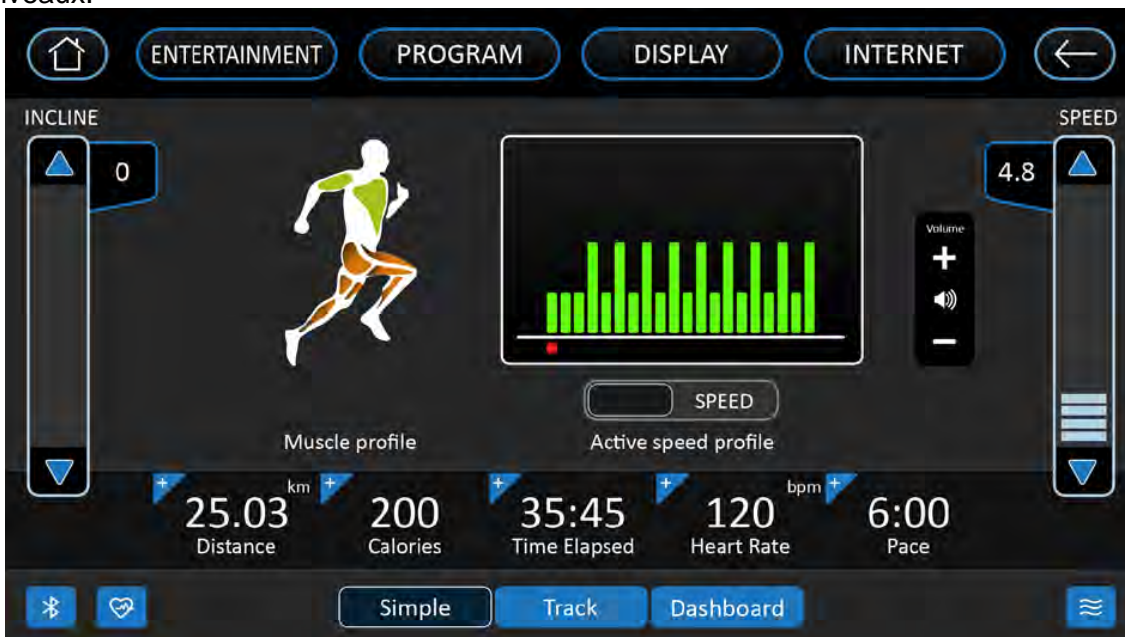 ENTERTAINMENT PROGRAM DISPLAY INTERNET
INCLINE SPEED
0 4.8
Volume
SPEED
Muscle profile Active speed profile
km bpm
25.03 200 35:45 120 6:00
Distance Calories Time Elapsed Heart Rate Pace
Simple Track Dashboard